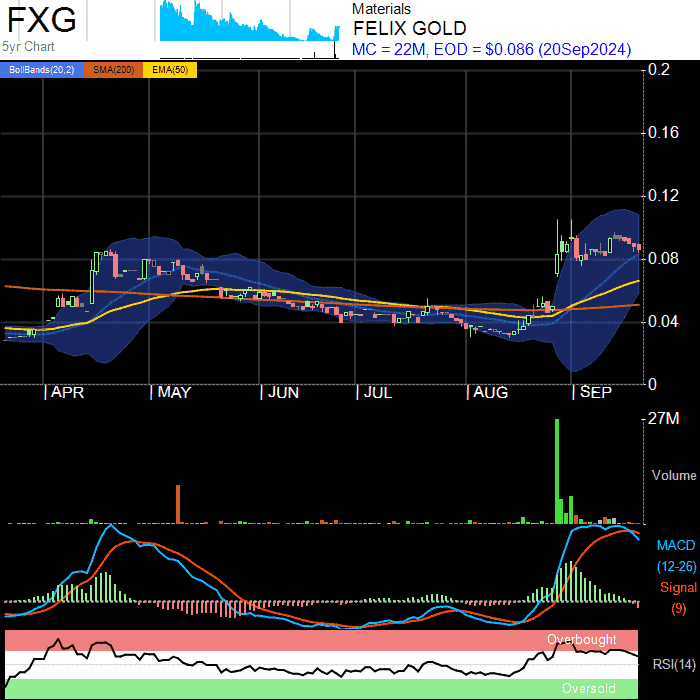 FXG
5yr Chart
Materials
FELIX GOLD
MC = 22M, EOD = $0.086 (20Sep2024)
BollBands(20,2) SMA(200) EMA(50)
0.2
0.16
0.12
0.08
0.04
0
| APR | MAY | JUN | JUL | AUG | SEP
27M
Volume
MACD
(12-26)
Signal
(9)
Overbought
RSI(14)
Oversold